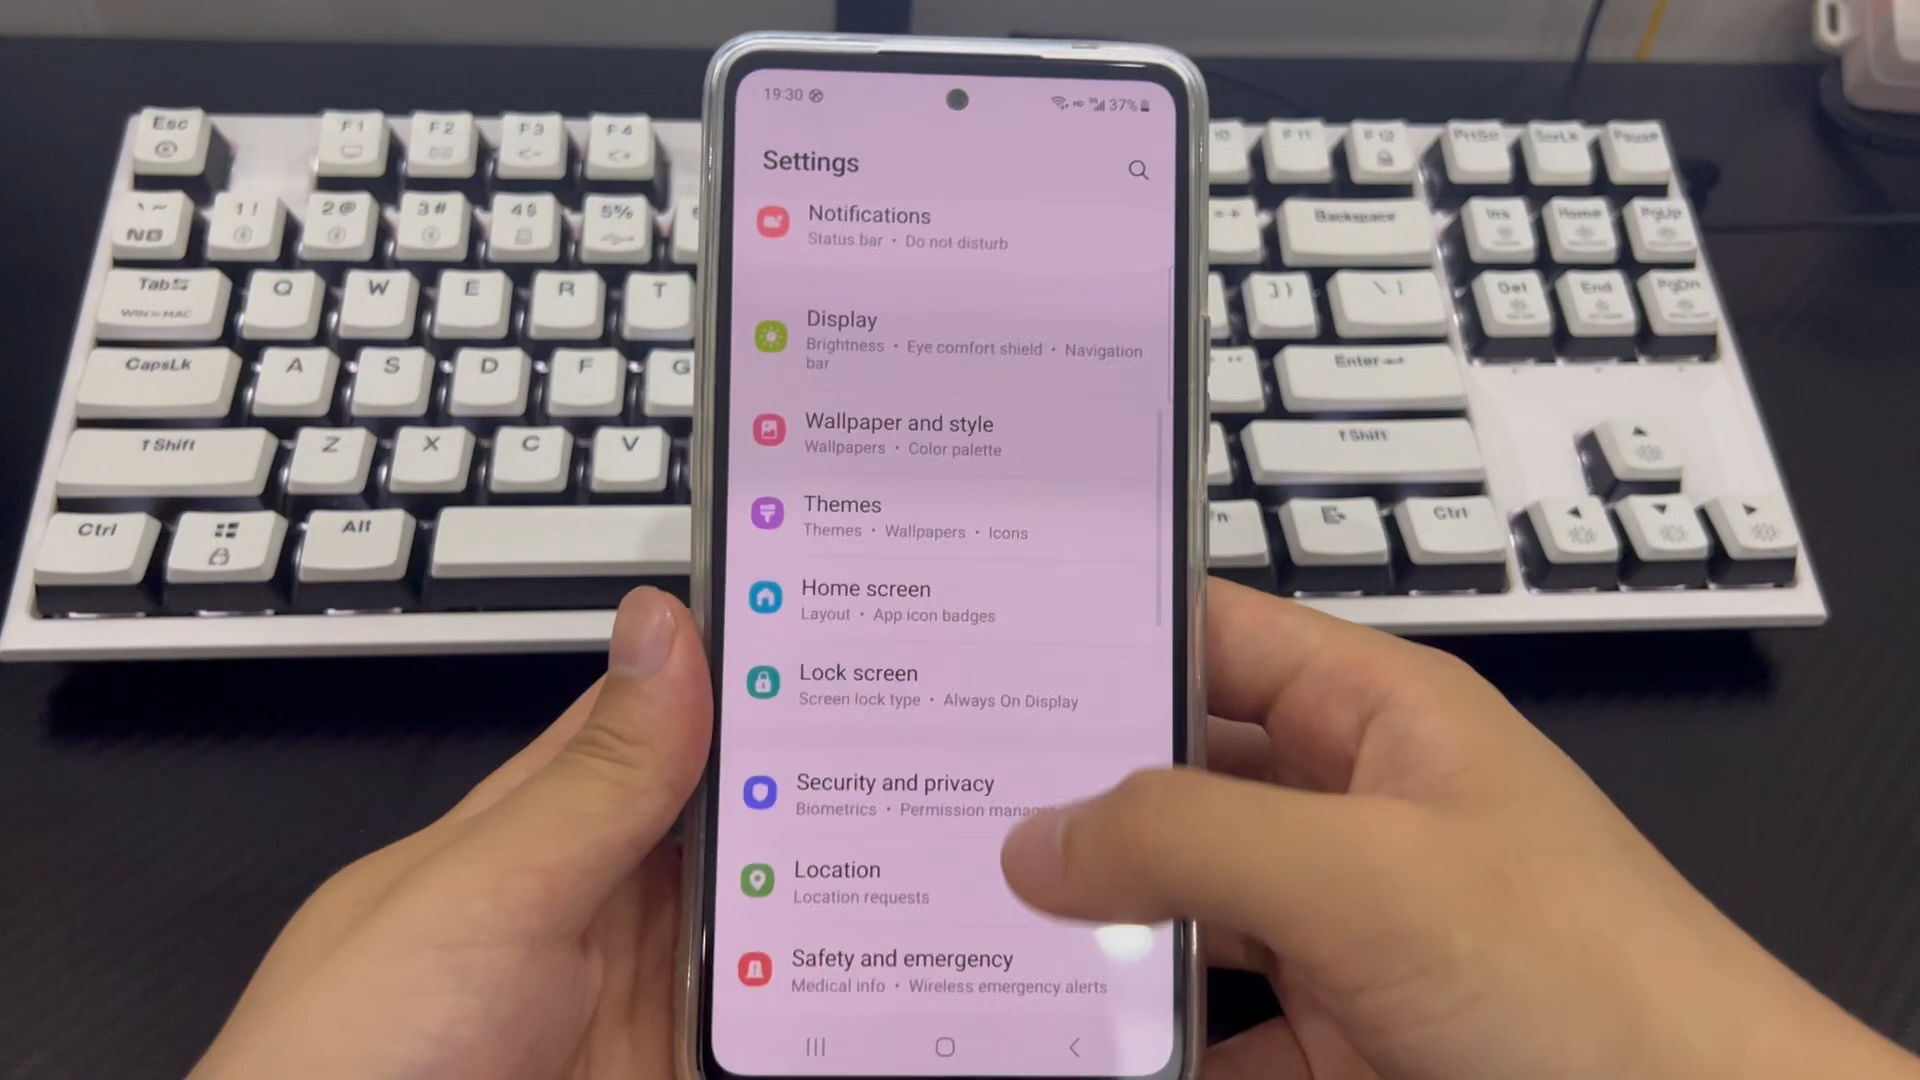 19:30
37%
Settings
Notifications
Status bar • Do not disturb
Display
Brightness • Eye comfort shield • Navigation
bar
Wallpaper and style
Wallpapers • Color palette
Themes
Themes • Wallpapers • Icons
Home screen
Layout • App icon badges
Lock screen
Screen lock type • Always On Display
Security and privacy
Biometrics • Permission manager
Location
Location requests
Safety and emergency
Medical info • Wireless emergency alerts
Esc F1 F2 F3 F4
F11 F12 PrtSc ScrLk Pause
1! 2@ 3# 4$ 5%
Backspace Ins Home PgUp
Tab Q W E R T
WIN MAC
Del End PgDn
CapsLk A S D F G
Enter
Shift Z X C V
Shift
Ctrl Alt
Ctrl